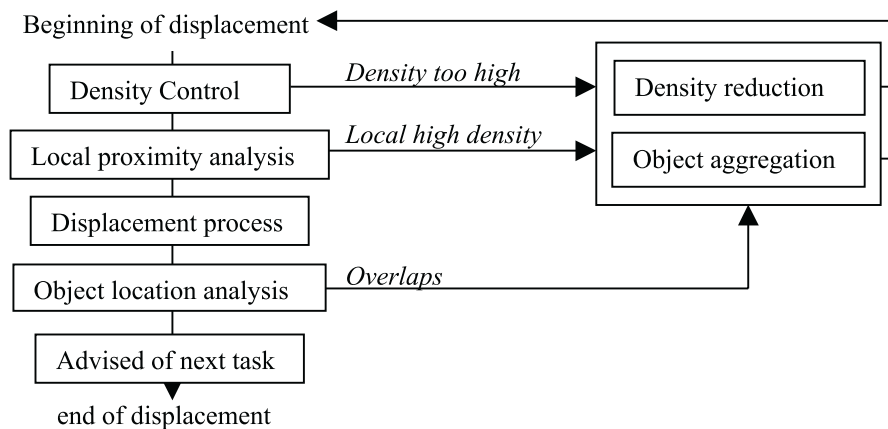 Beginning of displacement
Density Control
Density too high
Density reduction
Local proximity analysis
Local high density
Object aggregation
Displacement process
Object location analysis
Overlaps
Advised of next task
end of displacement